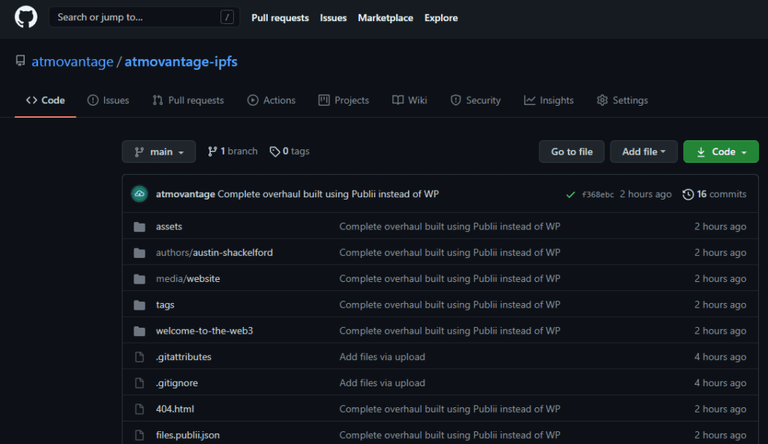 Search or jump to... /
Pull requests Issues Marketplace Explore
atmovantage / atmovantage-ipfs
Code Issues Pull requests Actions Projects Wiki Security Insights Settings
main 1 branch 0 tags Go to file Add file Code
atmovantage Complete overhaul built using Publii instead of WP f368ebc 2 hours ago 16 commits
assets Complete overhaul built using Publii instead of WP 2 hours ago
authors/austin-shackelford Complete overhaul built using Publii instead of WP 2 hours ago
media/website Complete overhaul built using Publii instead of WP 2 hours ago
tags Complete overhaul built using Publii instead of WP 2 hours ago
welcome-to-the-web3 Complete overhaul built using Publii instead of WP 2 hours ago
.gitattributes Add files via upload 4 hours ago
.gitignore Add files via upload 4 hours ago
404.html Complete overhaul built using Publii instead of WP 2 hours ago
files.publii.json Complete overhaul built using Publii instead of WP 2 hours ago